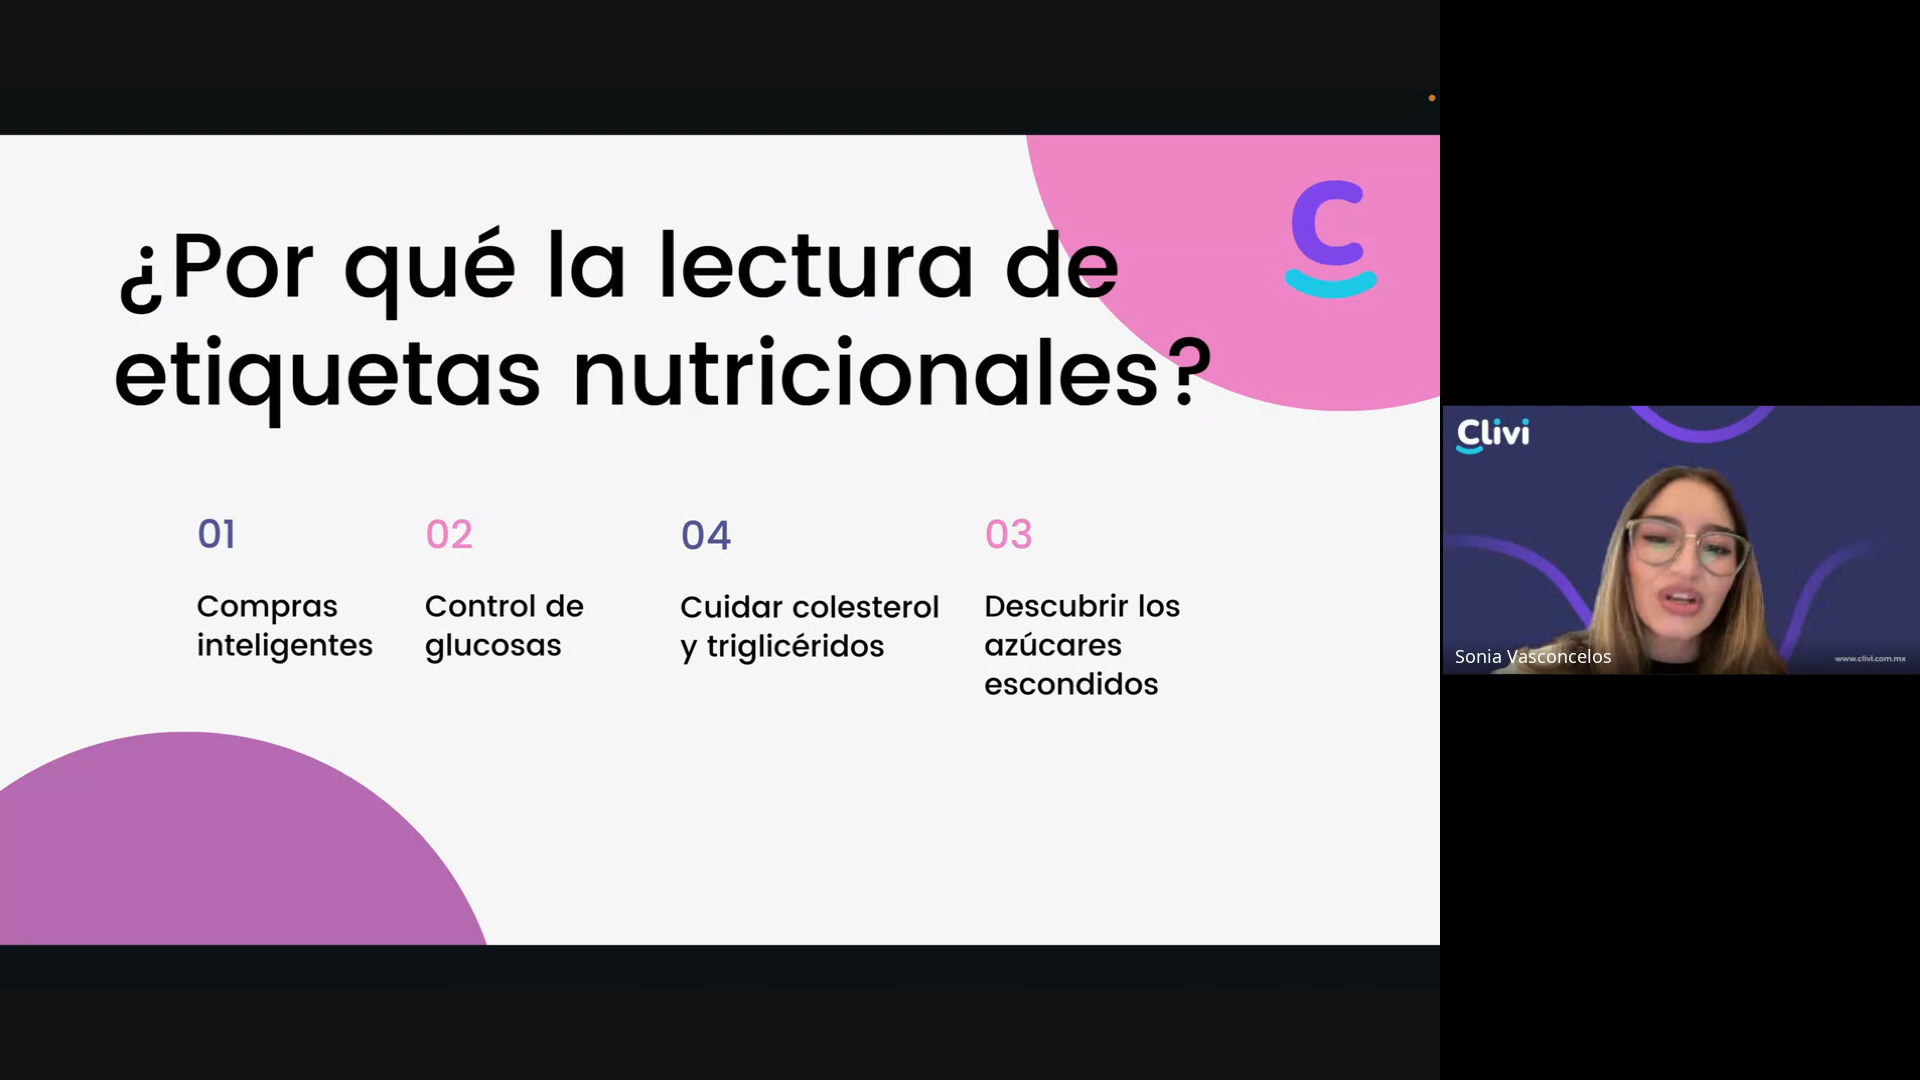 ¿Por qué la lectura de
etiquetas nutricionales?
C
01
Compras
inteligentes
02
Control de
glucosas
04
Cuidar colesterol
y triglicéridos
03
Descubrir los
azúcares
escondidos
Clivi
Sonia Vasconcelos
www.clivi.com.mx